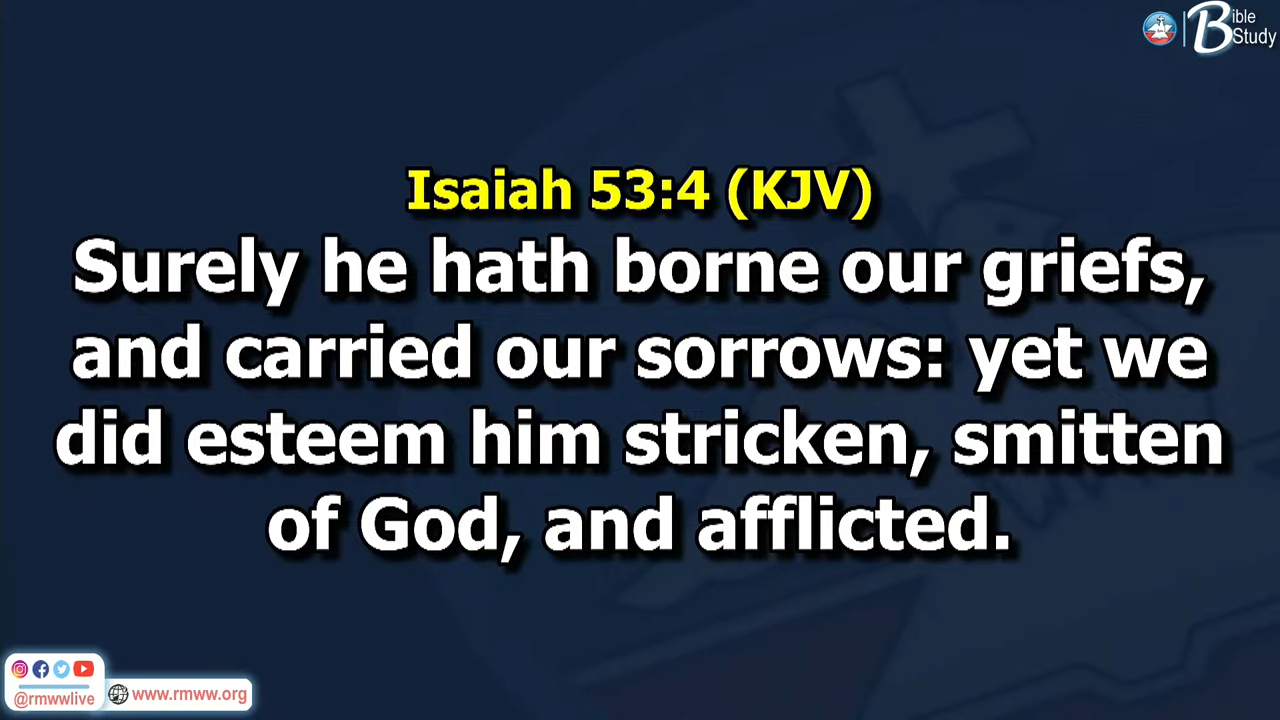 Bible
Study
Isaiah 53:4 (KJV)
Surely he hath borne our griefs,
and carried our sorrows: yet we
did esteem him stricken, smitten
of God, and afflicted.
@rmwwlive
www.rmww.org